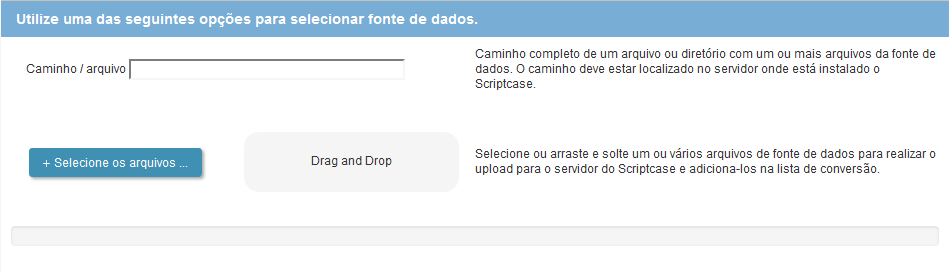 Utilize uma das seguintes opções para selecionar fonte de dados.
Caminho / arquivo
Caminho completo de um arquivo ou diretório com um ou mais arquivos da fonte de
dados. O caminho deve estar localizado no servidor onde está instalado o
Scriptcase.
+ Selecione os arquivos ...
Drag and Drop
Selecione ou arraste e solte um ou vários arquivos de fonte de dados para realizar o
upload para o servidor do Scriptcase e adiciona-los na lista de conversão.